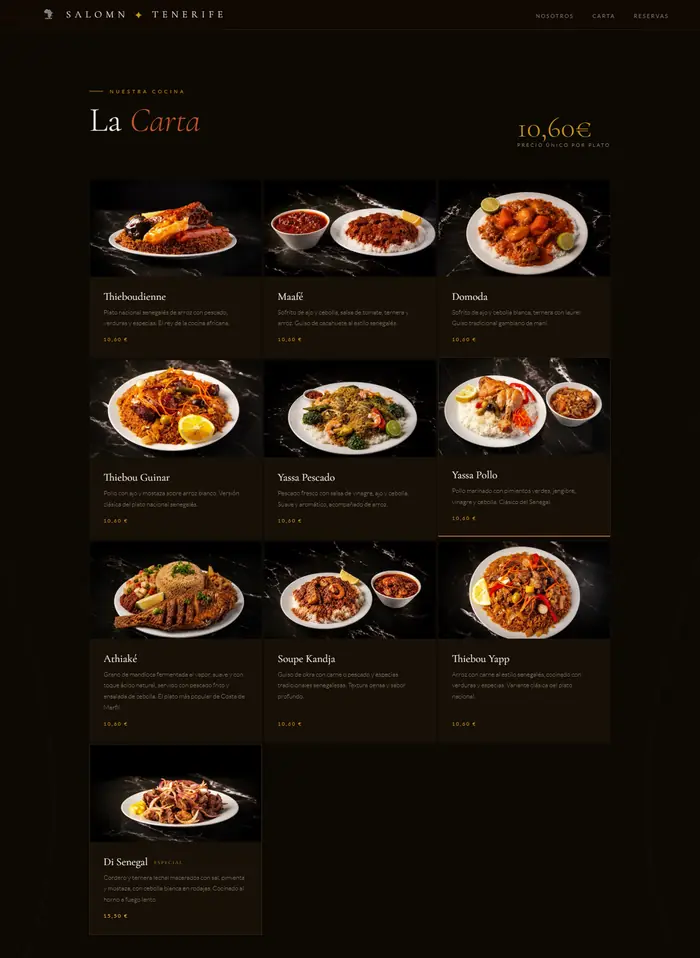 SALOMN ✦ TENERIFE
NOSOTROS CARTA RESERVAS
NUESTRA COCINA
La Carta
10,60€
PRECIO ÚNICO POR PLATO
Thieboudienne
Plato nacional senegalés de arroz con pescado,
verduras y especias. El rey de la cocina africana.
10,60 €
Maafé
Sofrito de ajo y cebolla, salsa de tomate, ternera y
arroz. Guiso de cacahuete al estilo senegalés.
10,60 €
Domoda
Sofrito de ajo y cebolla blanca, ternera con laurel.
Guiso tradicional gambiano de maní.
10,60 €
Thiebou Guinar
Pollo con ajo y mostaza sobre arroz blanco. Versión
clásica del plato nacional senegalés.
10,60 €
Yassa Pescado
Pescado fresco con salsa de vinagre, ajo y cebolla.
Suave y aromático, acompañado de arroz.
10,60 €
Yassa Pollo
Pollo marinado con pimientos verdes, jengibre,
vinagre y cebolla. Clásico del Senegal.
10,60 €
Athiaké
Grano de mandioca fermentada al vapor, suave y con
toque ácido natural, servido con pescado frito y
ensalada de cebolla. El plato más popular de Costa de
Marfil.
10,60 €
Soupe Kandja
Guiso de okra con carne o pescado y especias
tradicionales senegalesas. Textura densa y sabor
profundo.
10,60 €
Thiebou Yapp
Arroz con carne al estilo senegalés, cocinado con
verduras y especias. Variante clásica del plato
nacional.
10,60 €
Di Senegal ESPECIAL
Cordero y ternera lechal macerados con sal, pimienta
y mostaza, con cebolla blanca en rodajas. Cocinado al
horno a fuego lento.
15,50 €